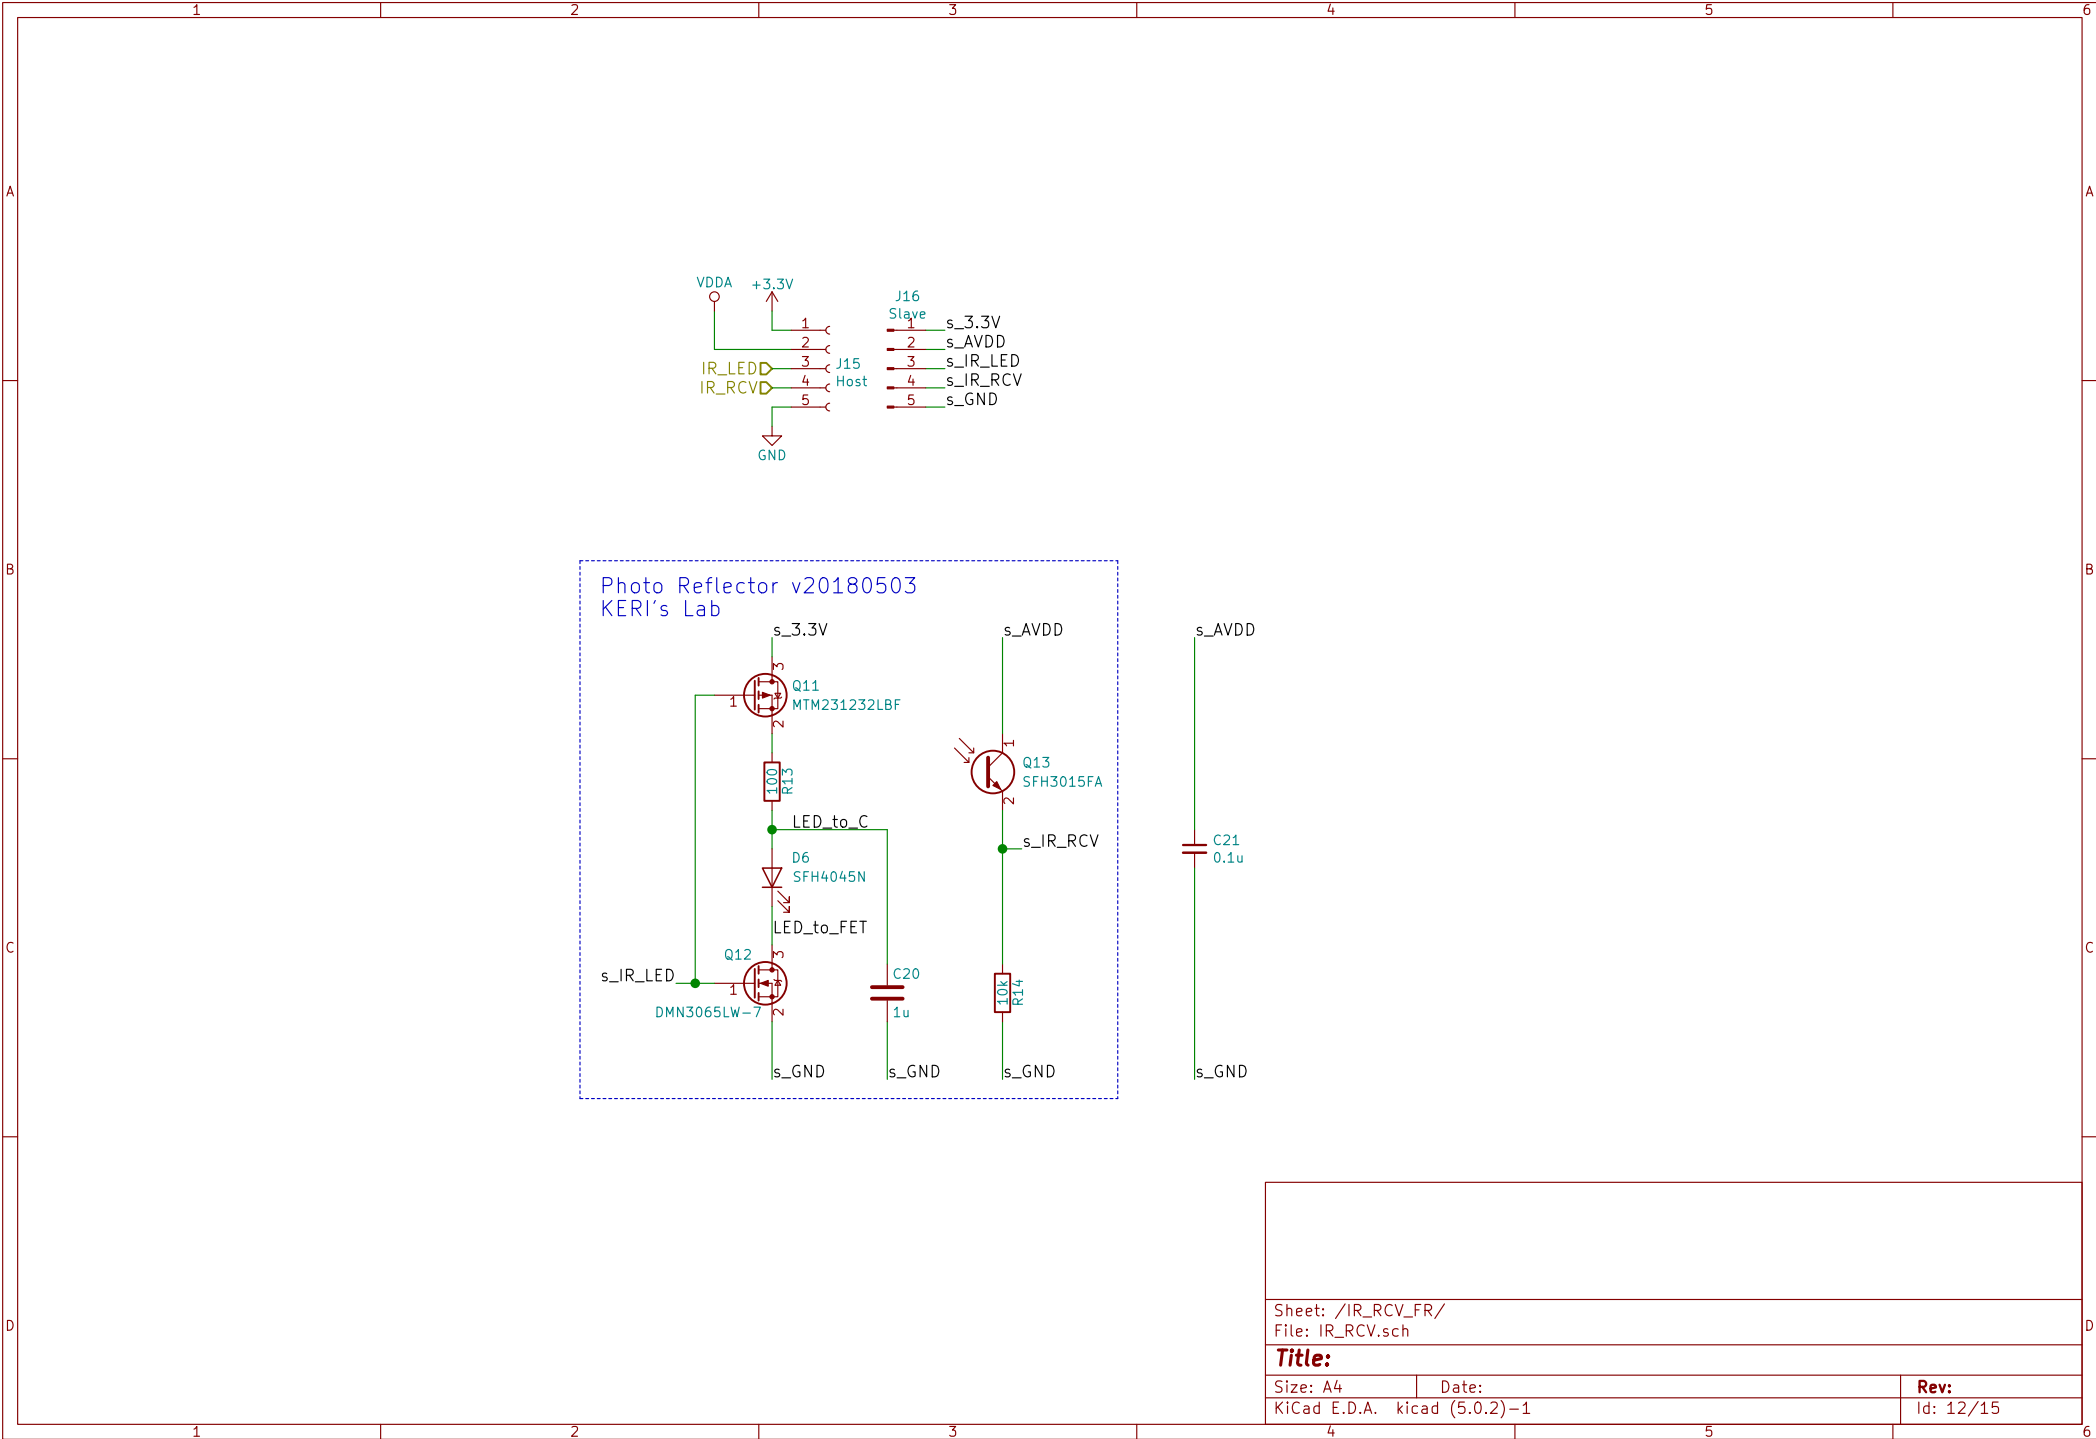 1 2 3 4 5 6
A A
VDDA +3.3V
J16
Slave
1 1 s_3.3V
2 2 s_AVDD
IR_LED 3 J15 3 s_IR_LED
IR_RCV 4 Host 4 s_IR_RCV
5 5 s_GND
GND
B B
Photo Reflector v20180503
KERI's Lab
s_3.3V s_AVDD s_AVDD
3
Q11
1 MTM231232LBF
2
1
Q13
SFH3015FA
2
100 R13
LED_to_C
s_IR_RCV
C21
0.1u
D6
SFH4045N
LED_to_FET
C C
Q12 3
s_IR_LED 1
DMN3065LW-7 2
C20
1u
10k R14
s_GND s_GND s_GND s_GND
D D
Sheet: /IR_RCV_FR/
File: IR_RCV.sch
Title:
Size: A4 Date: Rev:
KiCad E.D.A. kicad (5.0.2)-1 Id: 12/15
1 2 3 4 5 6